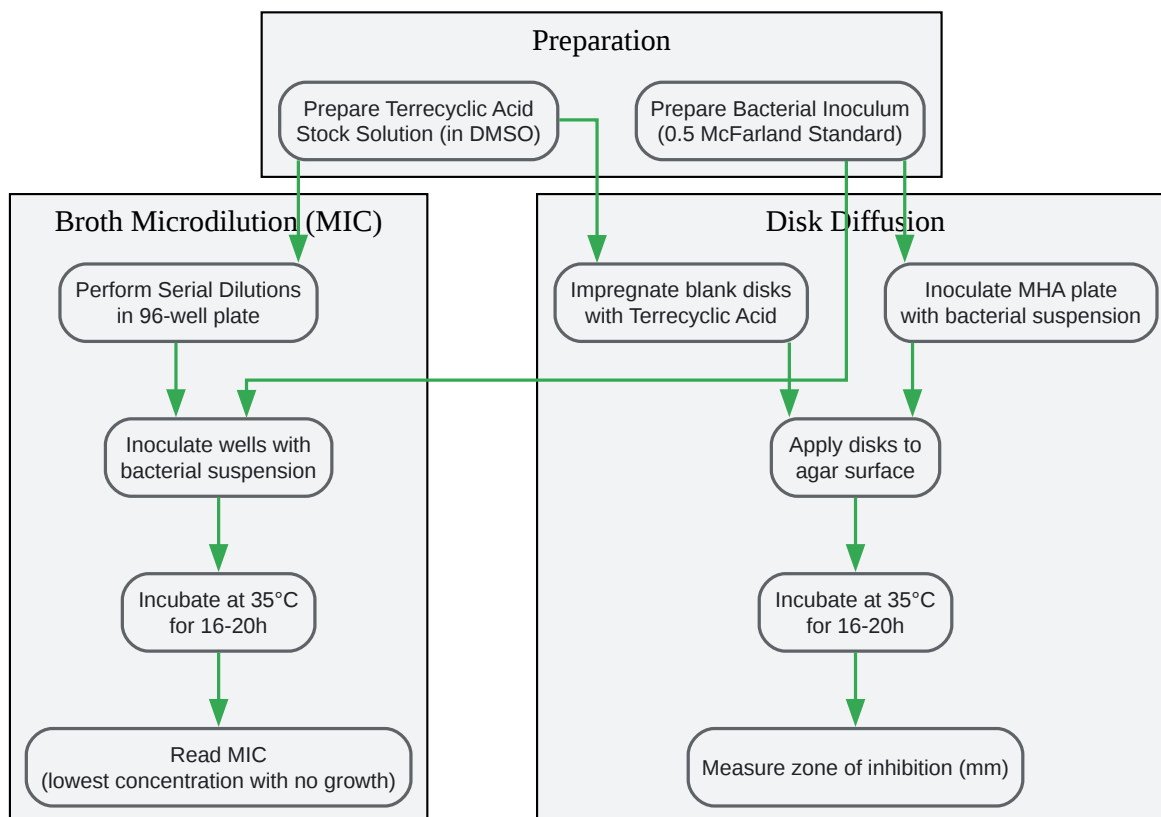 Preparation
Prepare Terrecyclic Acid
Stock Solution (in DMSO)
Prepare Bacterial Inoculum
(0.5 McFarland Standard)
Broth Microdilution (MIC)
Perform Serial Dilutions
in 96-well plate
Inoculate wells with
bacterial suspension
Incubate at 35°C
for 16-20h
Read MIC
(lowest concentration with no growth)
Disk Diffusion
Impregnate blank disks
with Terrecyclic Acid
Inoculate MHA plate
with bacterial suspension
Apply disks to
agar surface
Incubate at 35°C
for 16-20h
Measure zone of inhibition (mm)